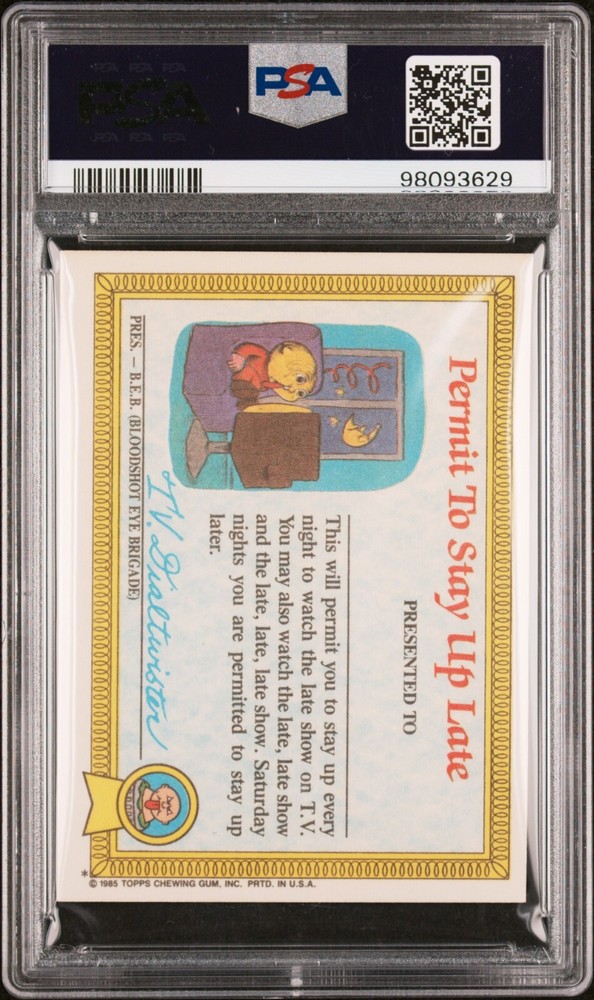 PSA
PSA
98093629
Permit To Stay Up Late
PRESENTED TO
This will permit you to stay up every
night to watch the late show on T.V.
You may also watch the late, late show
and the late, late, late show. Saturday
nights you are permitted to stay up
later.
T.V. Dialtwister
PRES. – B.E.B. (BLOODSHOT EYE BRIGADE)
* © 1985 TOPPS CHEWING GUM, INC. PRTD. IN U.S.A.